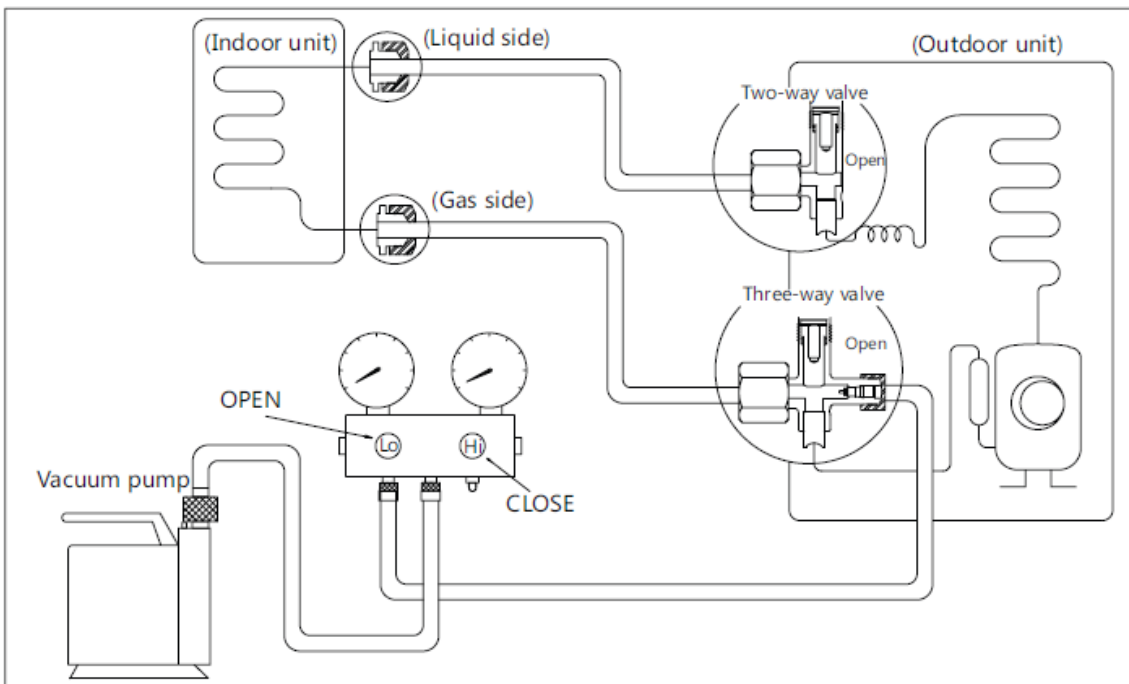 (Indoor unit)
(Liquid side)
(Outdoor unit)
Two-way valve
Open
(Gas side)
Three-way valve
Open
OPEN
Lo
Hi
Vacuum pump
CLOSE